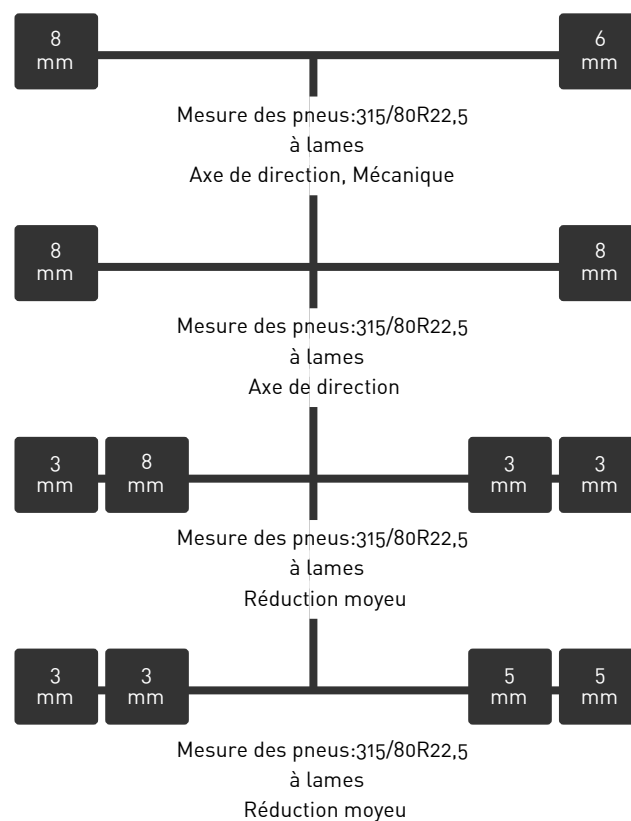 8 6
mm mm
Mesure des pneus:315/80R22,5
à lames
Axe de direction, Mécanique
8 8
mm mm
Mesure des pneus:315/80R22,5
à lames
Axe de direction
3 8 3 3
mm mm mm mm
Mesure des pneus:315/80R22,5
à lames
Réduction moyeu
3 3 5 5
mm mm mm mm
Mesure des pneus:315/80R22,5
à lames
Réduction moyeu